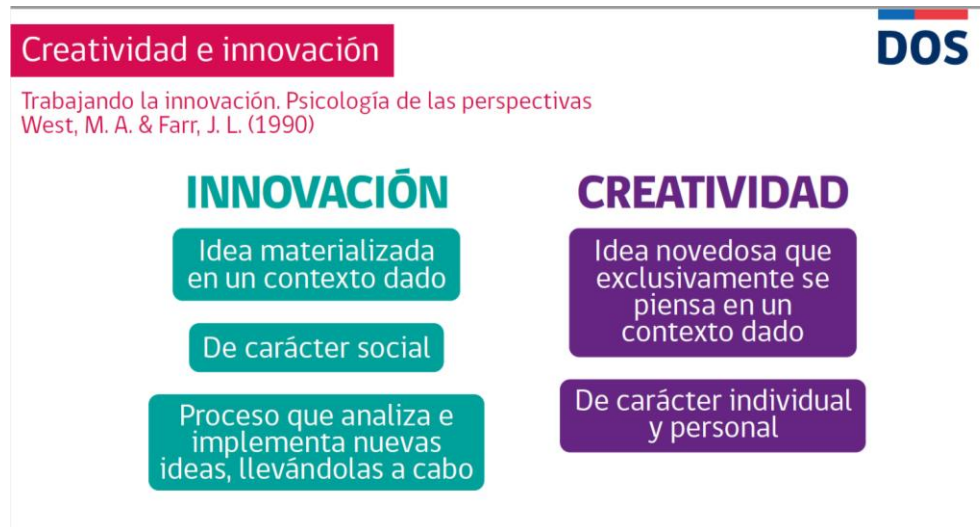 Creatividad e innovación
DOS
Trabajando la innovación. Psicología de las perspectivas
West, M. A. & Farr, J. L. (1990)
INNOVACIÓN
Idea materializada
en un contexto dado
De carácter social
Proceso que analiza e
implementa nuevas
ideas, llevándolas a cabo
CREATIVIDAD
Idea novedosa que
exclusivamente se
piensa en un
contexto dado
De carácter individual
y personal